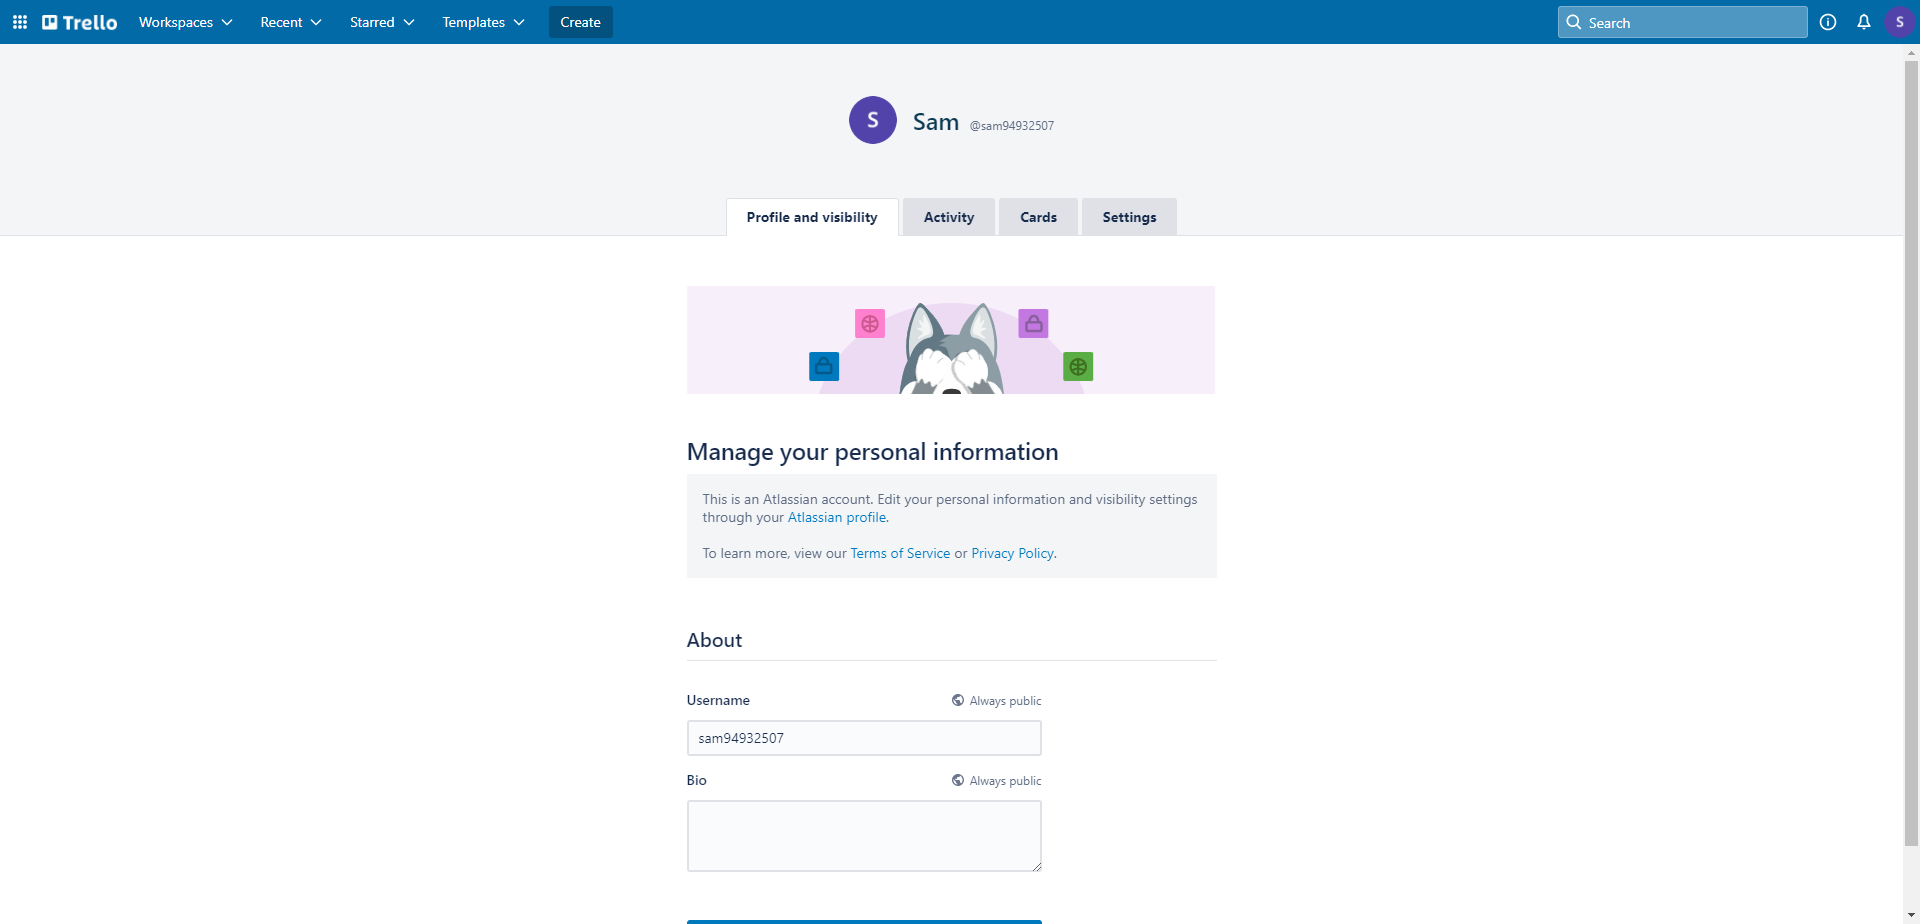 Trello Workspaces Recent Starred Templates Create Search S
S Sam @sam94932507
Profile and visibility Activity Cards Settings
Manage your personal information
This is an Atlassian account. Edit your personal information and visibility settings
through your Atlassian profile.
To learn more, view our Terms of Service or Privacy Policy.
About
Username Always public
sam94932507
Bio Always public